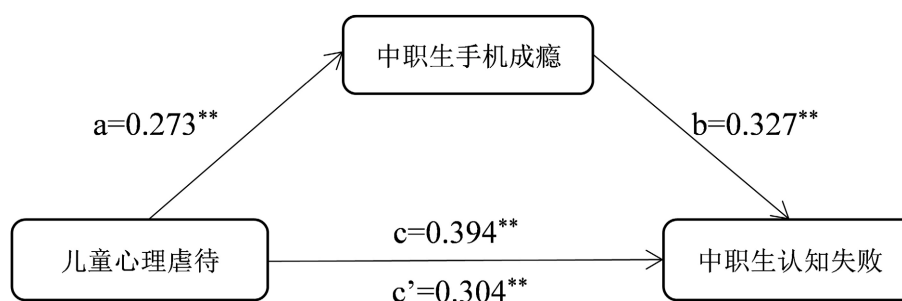 中职生手机成瘾
a=0.273**
b=0.327**
儿童心理虐待
c=0.394**
中职生认知失败
c’=0.304**